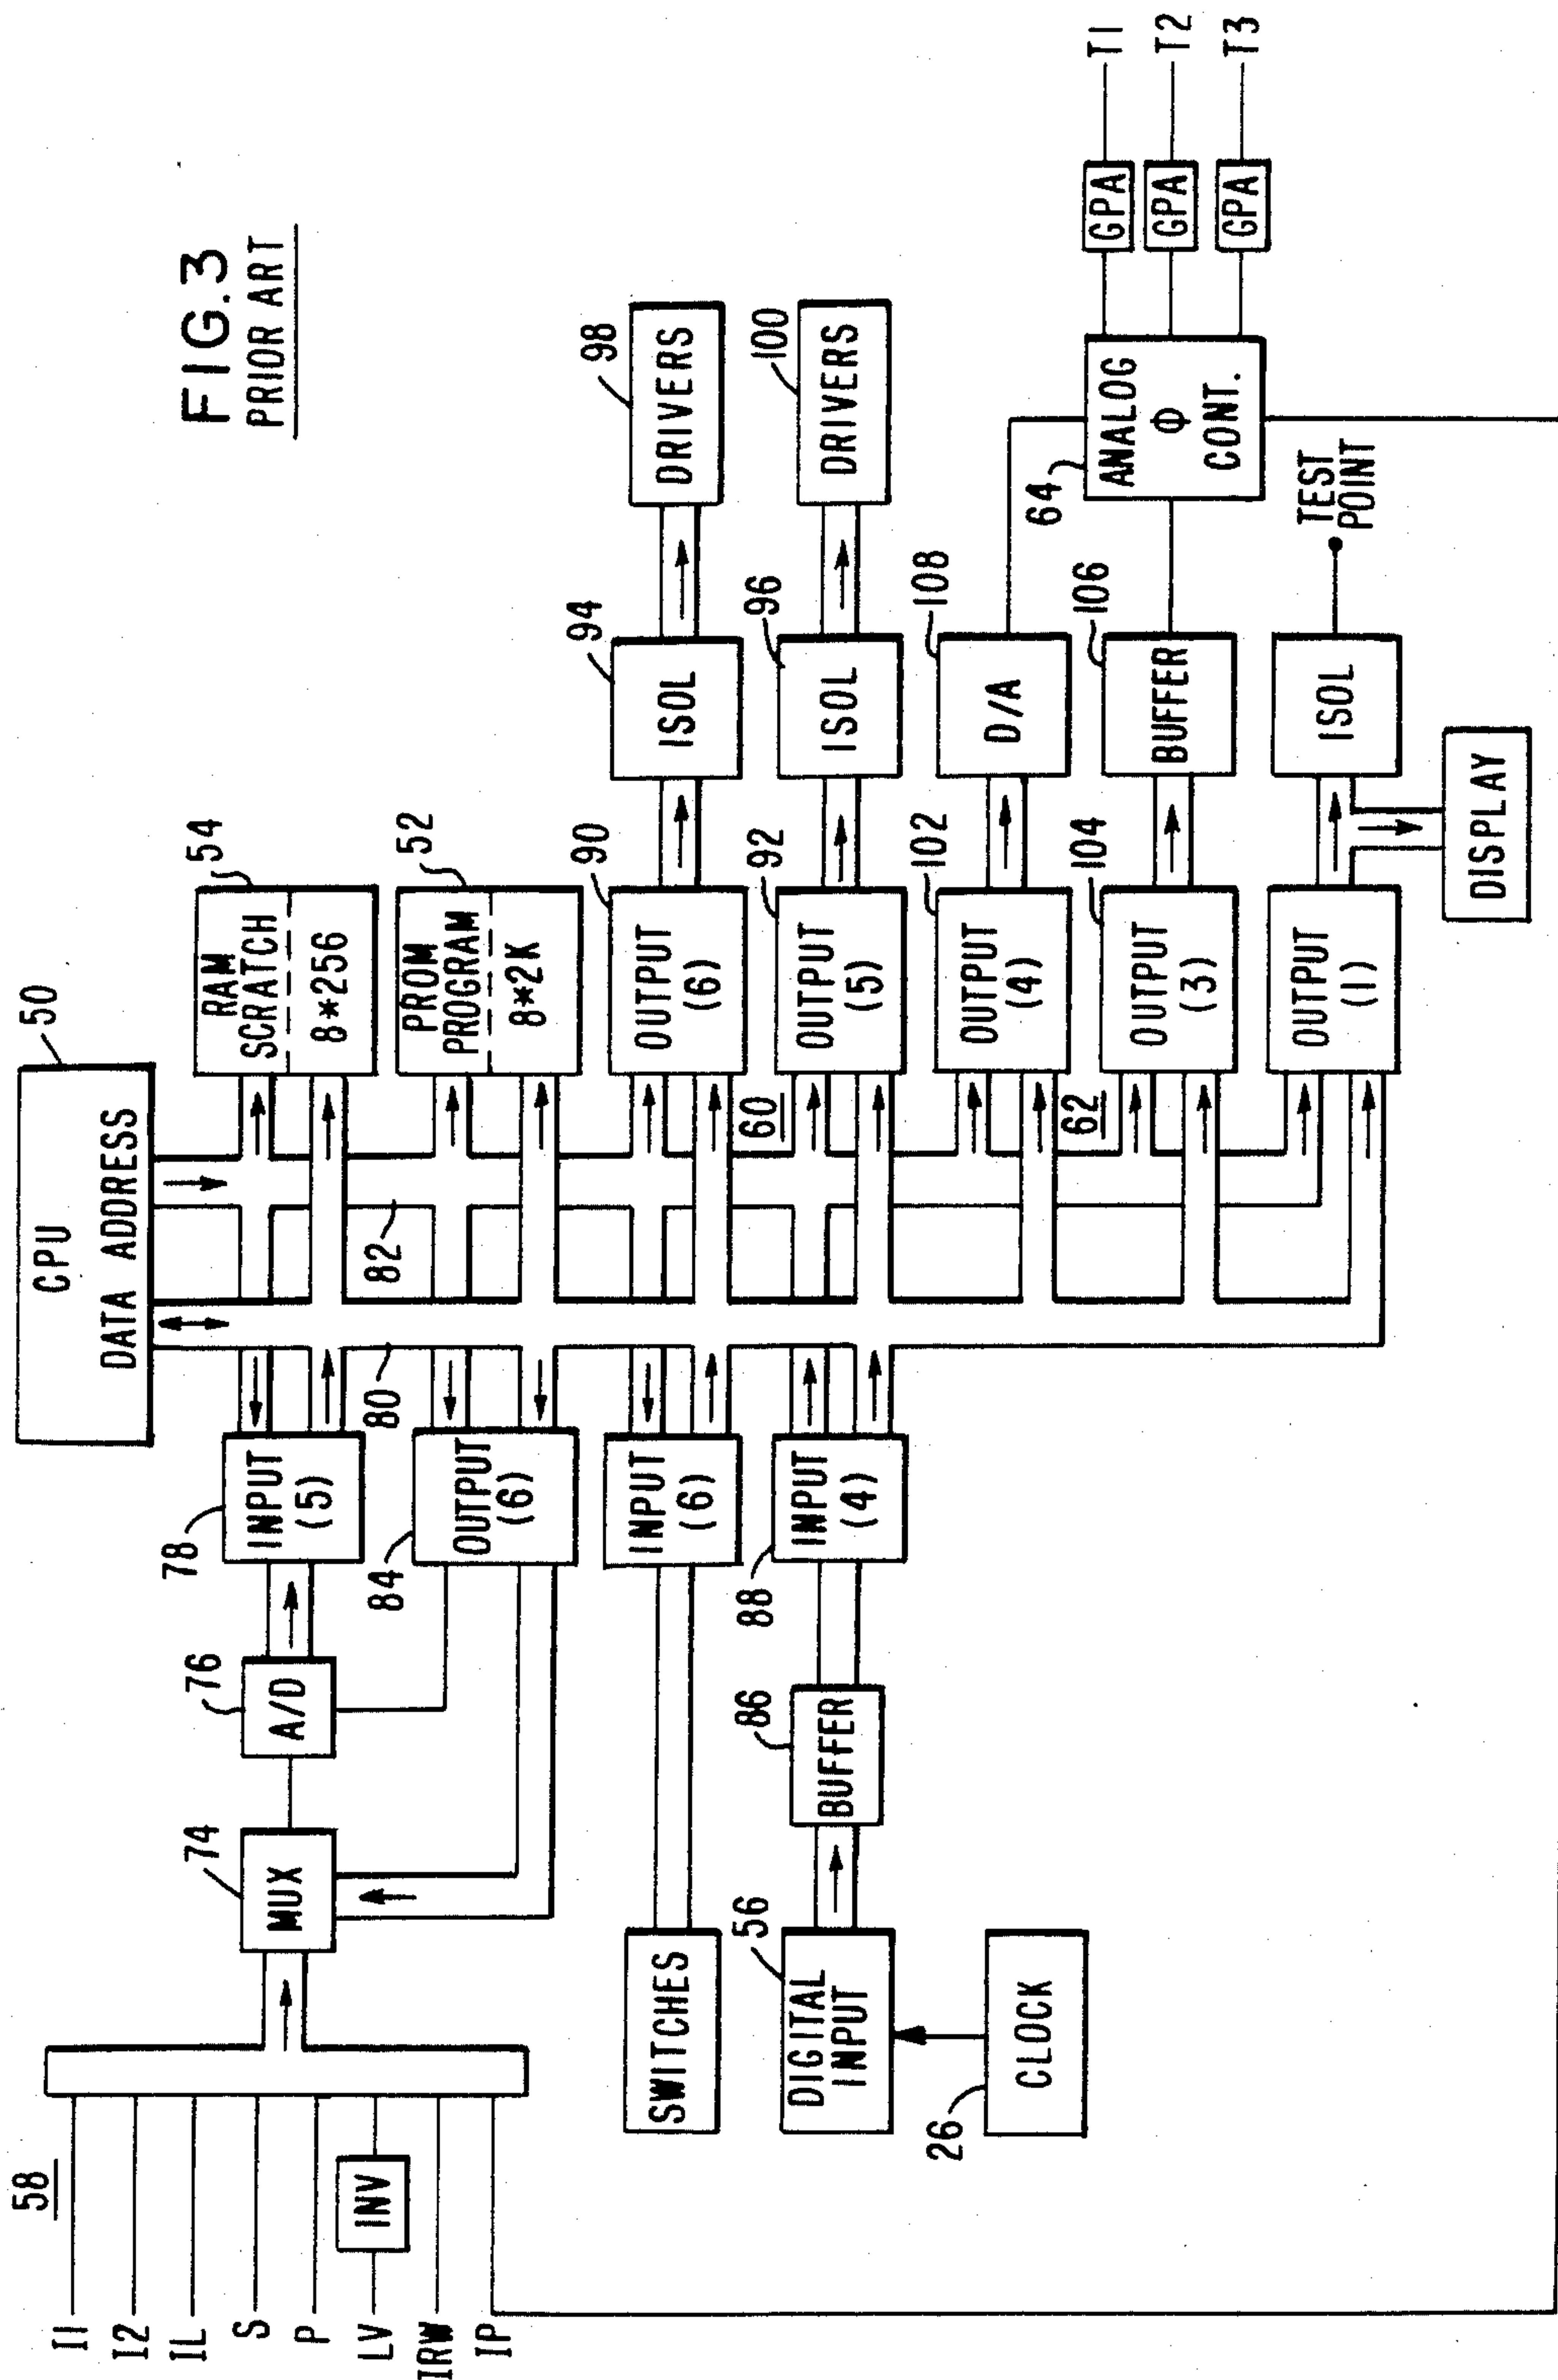 FIG.3
PRIOR ART
CPU
DATA ADDRESS
50
58
I1
I2
IL
S
P
LV
IRW
IP
INV
MUX
74
A/D
76
INPUT
(5)
78
OUTPUT
(6)
84
80
82
RAM
SCRATCH
8*256
54
PROM
PROGRAM
8*2K
52
SWITCHES
INPUT
(6)
OUTPUT
(6)
90
ISOL
94
DRIVERS
98
DIGITAL
INPUT
56
BUFFER
86
INPUT
(4)
88
60
OUTPUT
(5)
92
ISOL
96
DRIVERS
100
CLOCK
26
OUTPUT
(4)
102
D/A
108
62
OUTPUT
(3)
104
BUFFER
106
ANALOG
Φ
CONT.
64
GPA
T1
GPA
T2
GPA
T3
OUTPUT
(1)
ISOL
TEST
POINT
DISPLAY